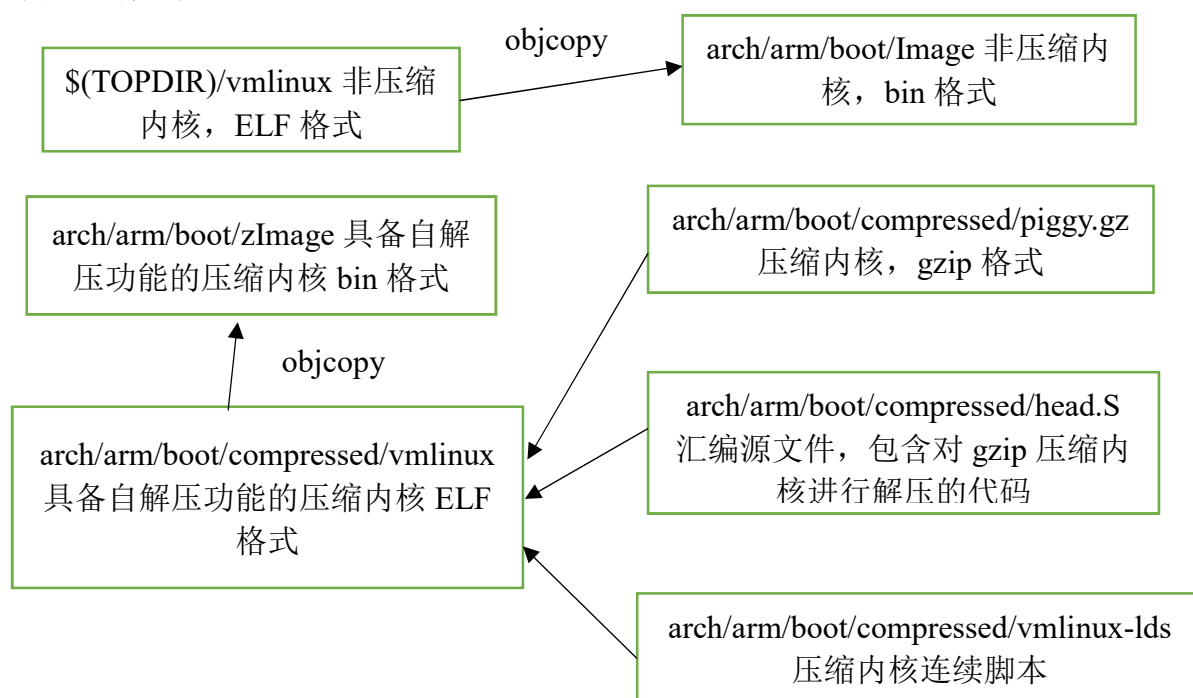 objcopy
$(TOPDIR)/vmlinux 非压缩
内核，ELF 格式
arch/arm/boot/Image 非压缩内
核，bin 格式
arch/arm/boot/zImage 具备自解
压功能的压缩内核 bin 格式
arch/arm/boot/compressed/piggy.gz
压缩内核，gzip 格式
objcopy
arch/arm/boot/compressed/vmlinux
具备自解压功能的压缩内核 ELF
格式
arch/arm/boot/compressed/head.S
汇编源文件，包含对 gzip 压缩内
核进行解压的代码
arch/arm/boot/compressed/vmlinux-lds
压缩内核连续脚本